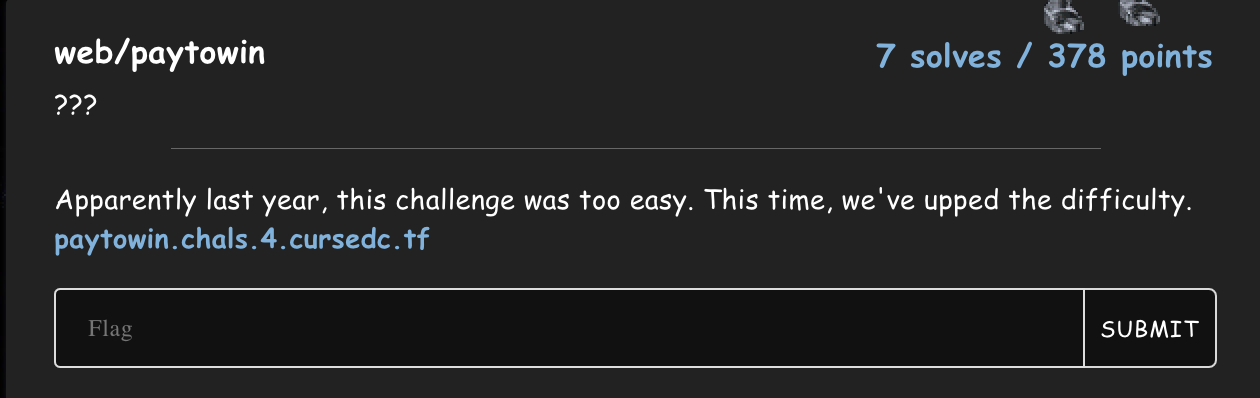 web/paytowin
7 solves / 378 points
???
Apparently last year, this challenge was too easy. This time, we've upped the difficulty.
paytowin.chals.4.cursedc.tf
Flag
SUBMIT